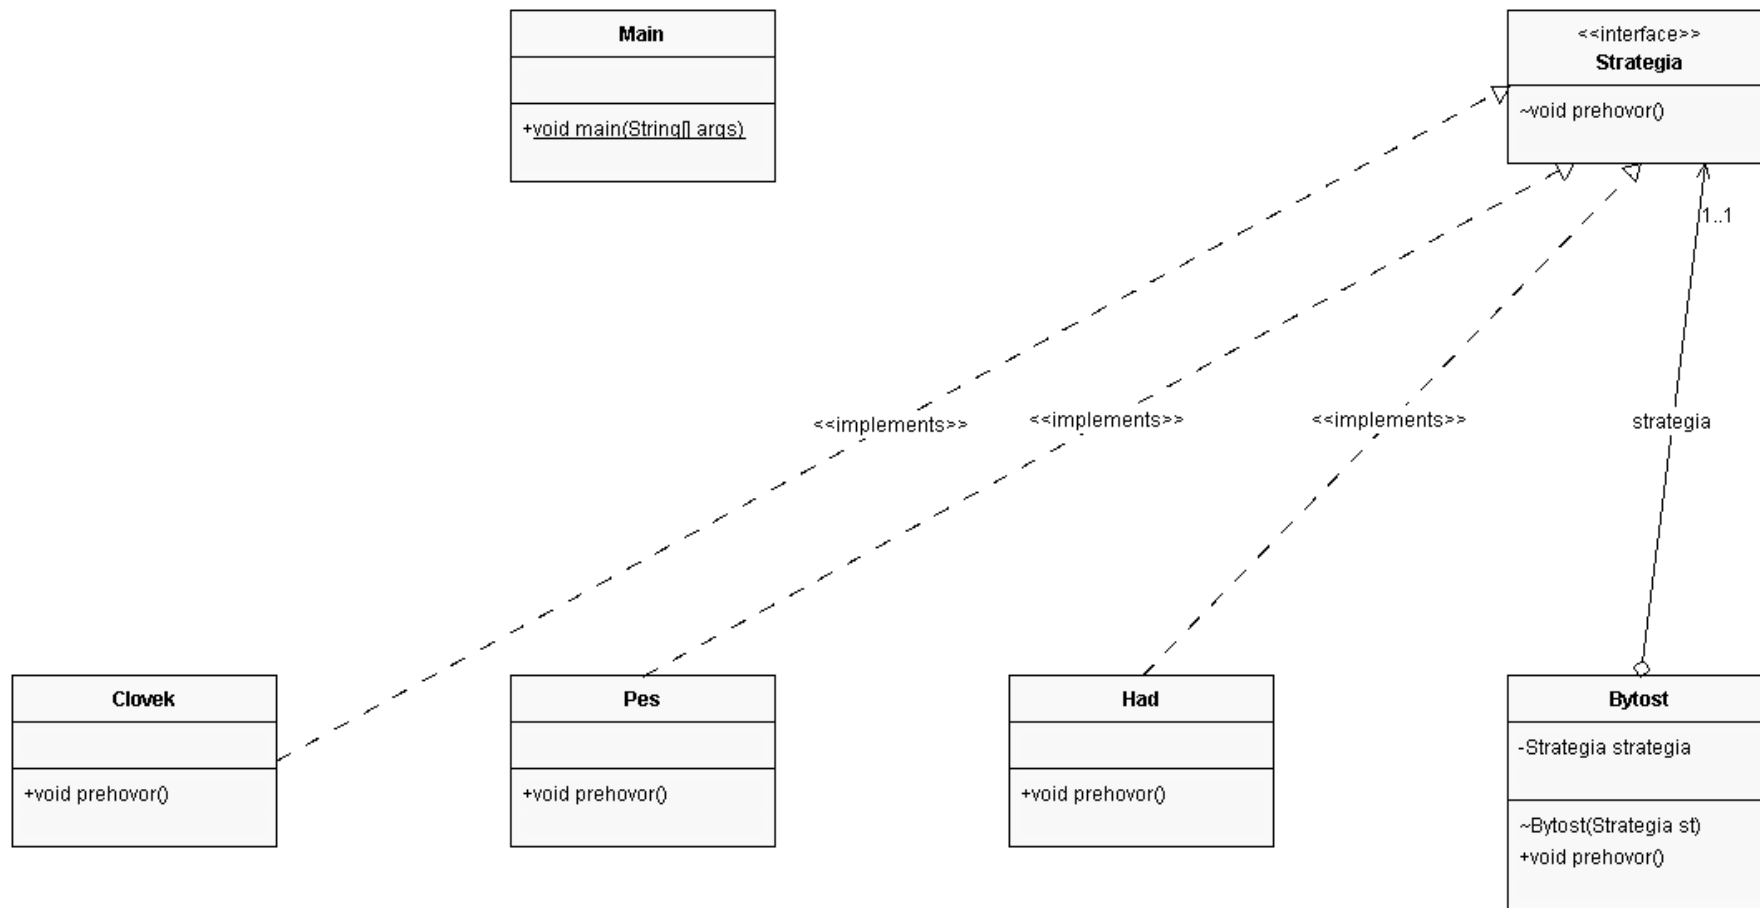 Main
+void main(String[] args)
<<interface>>
Strategia
~void prehovor()
1..1
<<implements>>
<<implements>>
<<implements>>
strategia
Clovek
+void prehovor()
Pes
+void prehovor()
Had
+void prehovor()
Bytost
-Strategia strategia
~Bytost(Strategia st)
+void prehovor()